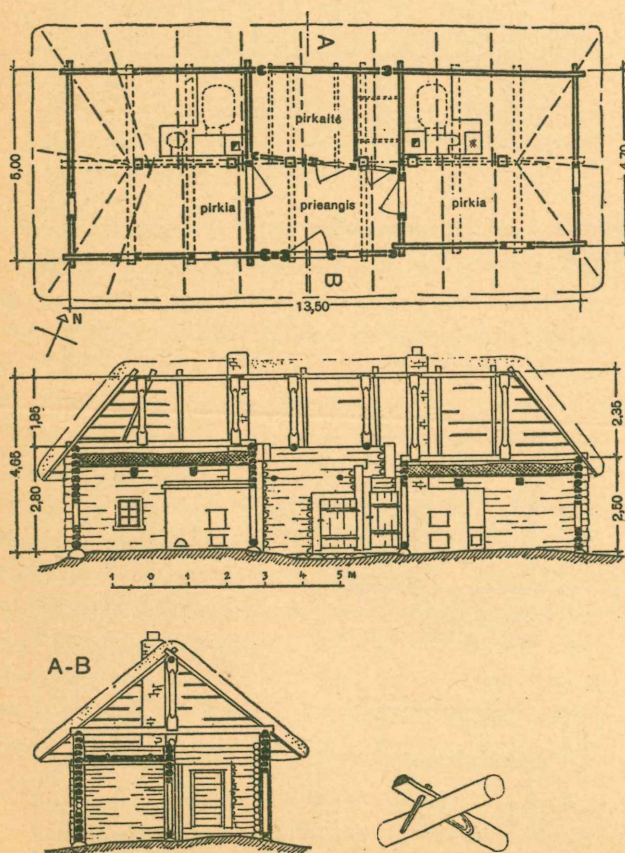 A
pirkaitė
5,00
4,70
pirkia
prieangis
pirkia
B
13,50
N
4,65
1,85
2,80
2,35
2,50
1 0 1 2 3 4 5 M
A-B